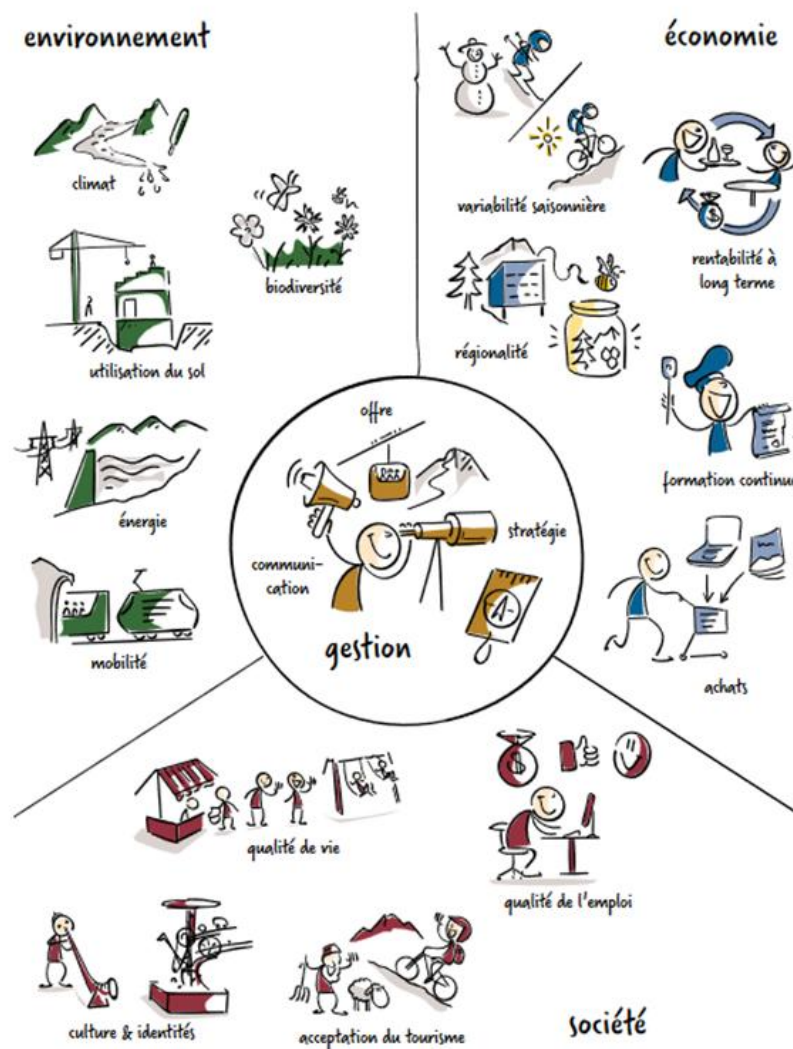 environnement
climat
biodiversité
utilisation du sol
énergie
mobilité
économie
variabilité saisonnière
rentabilité à
long terme
régionalité
formation continue
achats
offre
stratégie
communi-
cation
A-
gestion
qualité de vie
qualité de l'emploi
culture & identités
acceptation du tourisme
société
$
$